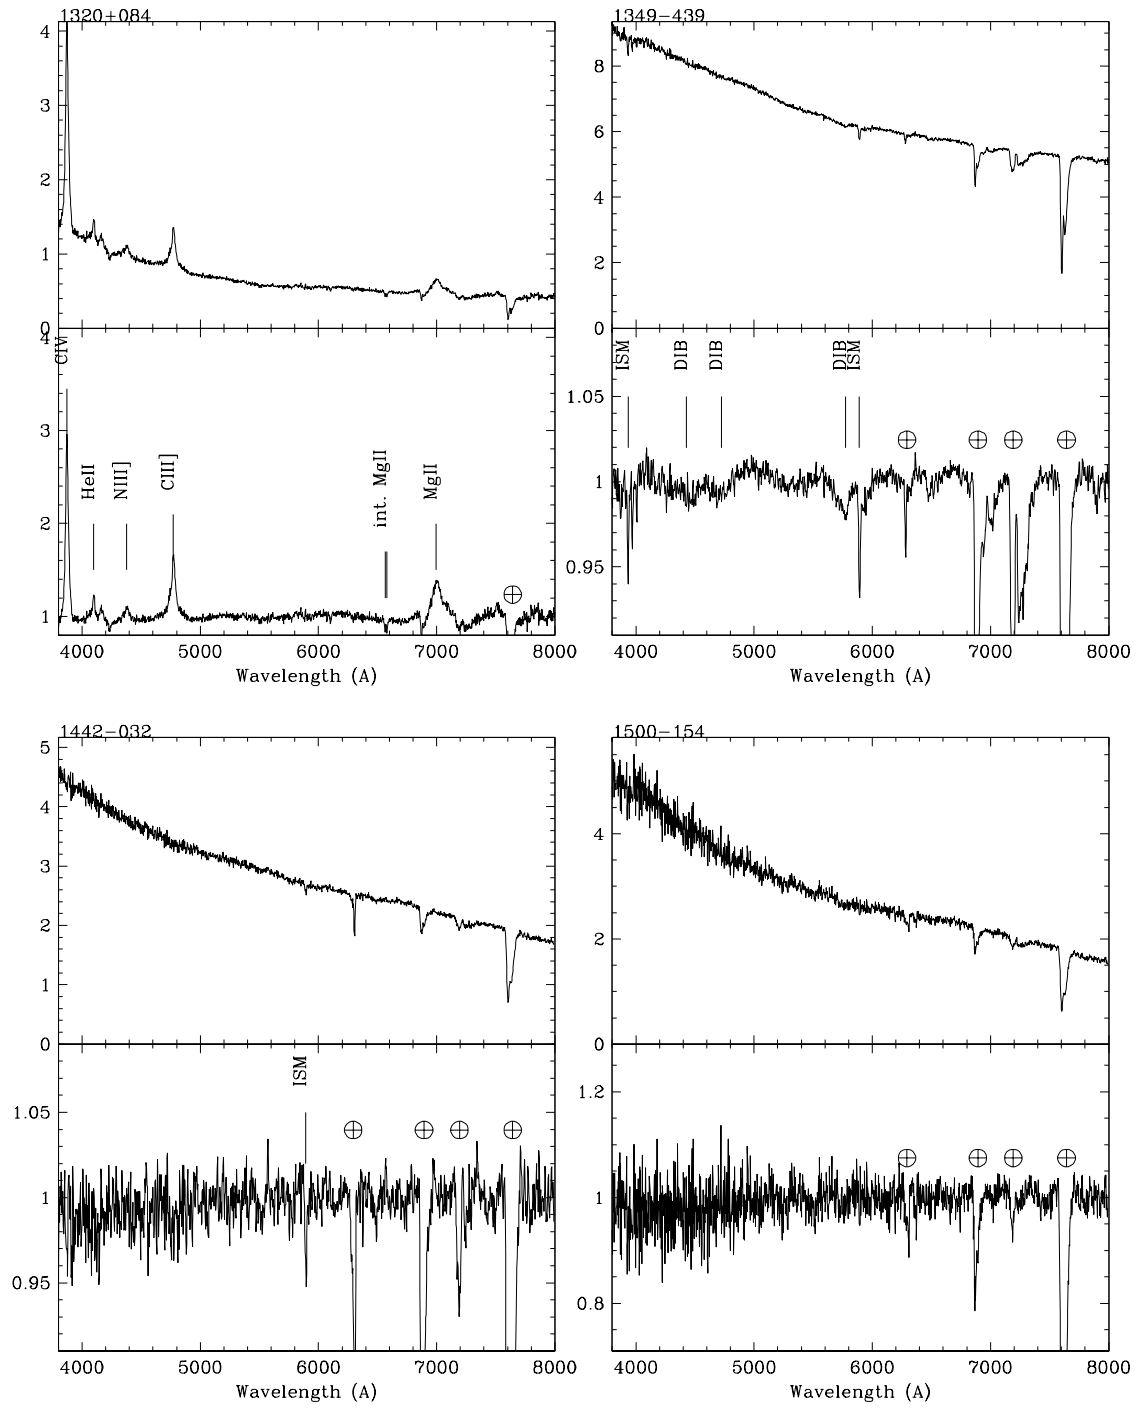 1320+084
4
3
2
1
0
4
3
2
1
CIV
HeII
NIII]
CIII]
int. MgII
MgII
4000 5000 6000 7000 8000
Wavelength (A)
1349−439
8
6
4
2
0
1.05
1
0.95
ISM
DIB
DIB
DIB
ISM
4000 5000 6000 7000 8000
Wavelength (A)
1442−032
5
4
3
2
1
0
1.05
1
0.95
ISM
4000 5000 6000 7000 8000
Wavelength (A)
1500−154
4
2
0
1.2
1
0.8
4000 5000 6000 7000 8000
Wavelength (A)